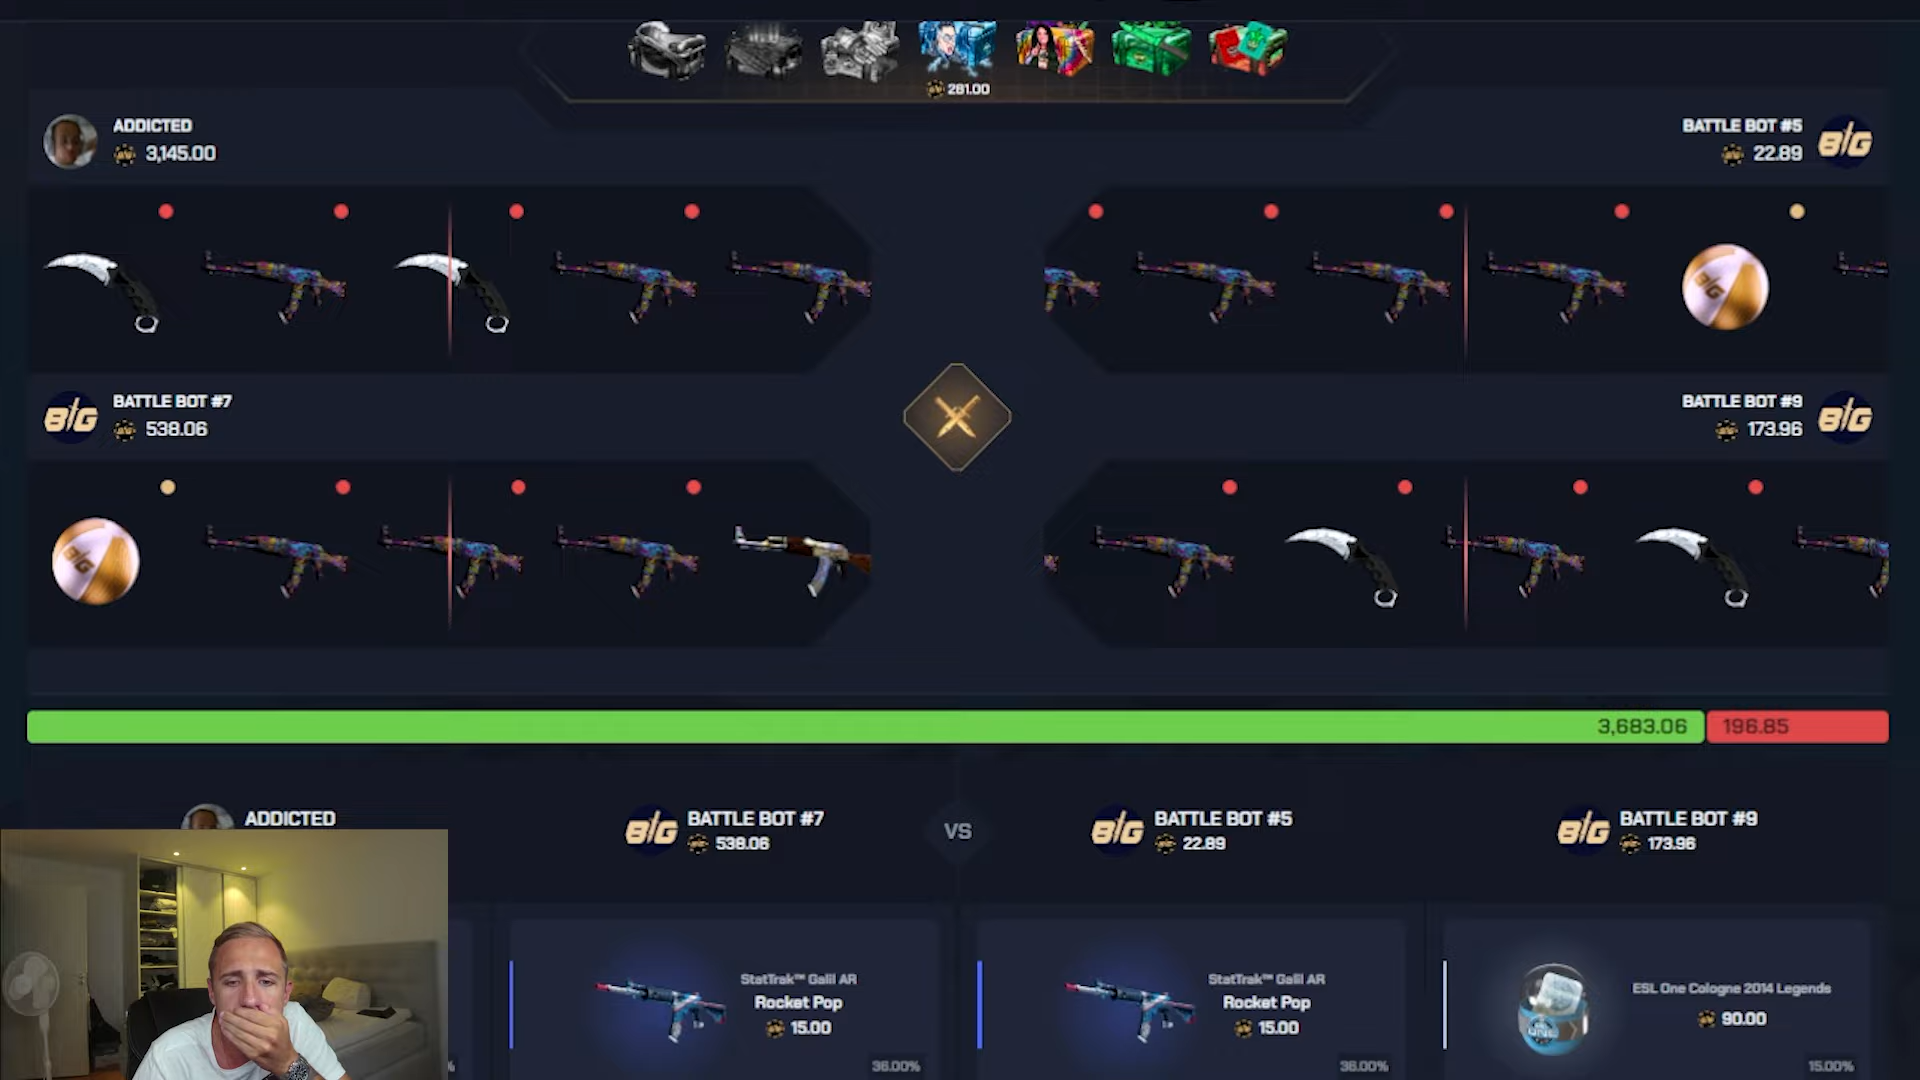 281.00
ADDICTED
3,145.00
BATTLE BOT #5
22.89
B/G
B/G
BATTLE BOT #7
538.06
BATTLE BOT #9
173.96
B/G
3,683.06
196.85
ADDICTED
B/G
BATTLE BOT #7
538.06
VS
B/G
BATTLE BOT #5
22.89
B/G
BATTLE BOT #9
173.96
StatTrak™ Galil AR
Rocket Pop
15.00
36.00%
StatTrak™ Galil AR
Rocket Pop
15.00
36.00%
ESL One Cologne 2014 Legends
90.00
15.00%